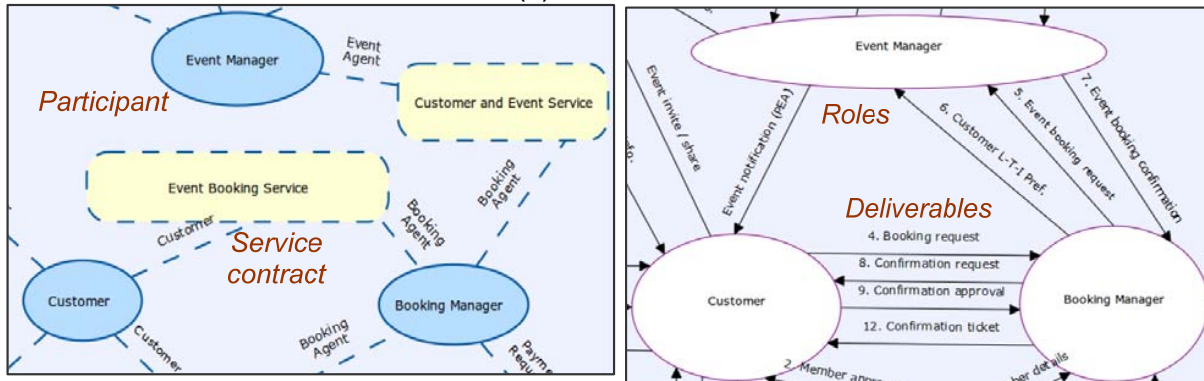 Event Manager
Event
Agent
Participant
Customer and Event Service
Event Booking Service
Booking
Agent
Booking
Agent
Customer
Service
contract
Customer
Booking Manager
Customer
Booking
Agent
Event Manager
Roles
Event invite / share
Event notification (PEA)
6. Customer L-T-I Pref.
5. Event booking request
7. Event booking confirmation
Deliverables
4. Booking request
8. Confirmation request
9. Confirmation approval
12. Confirmation ticket
Customer
Booking Manager